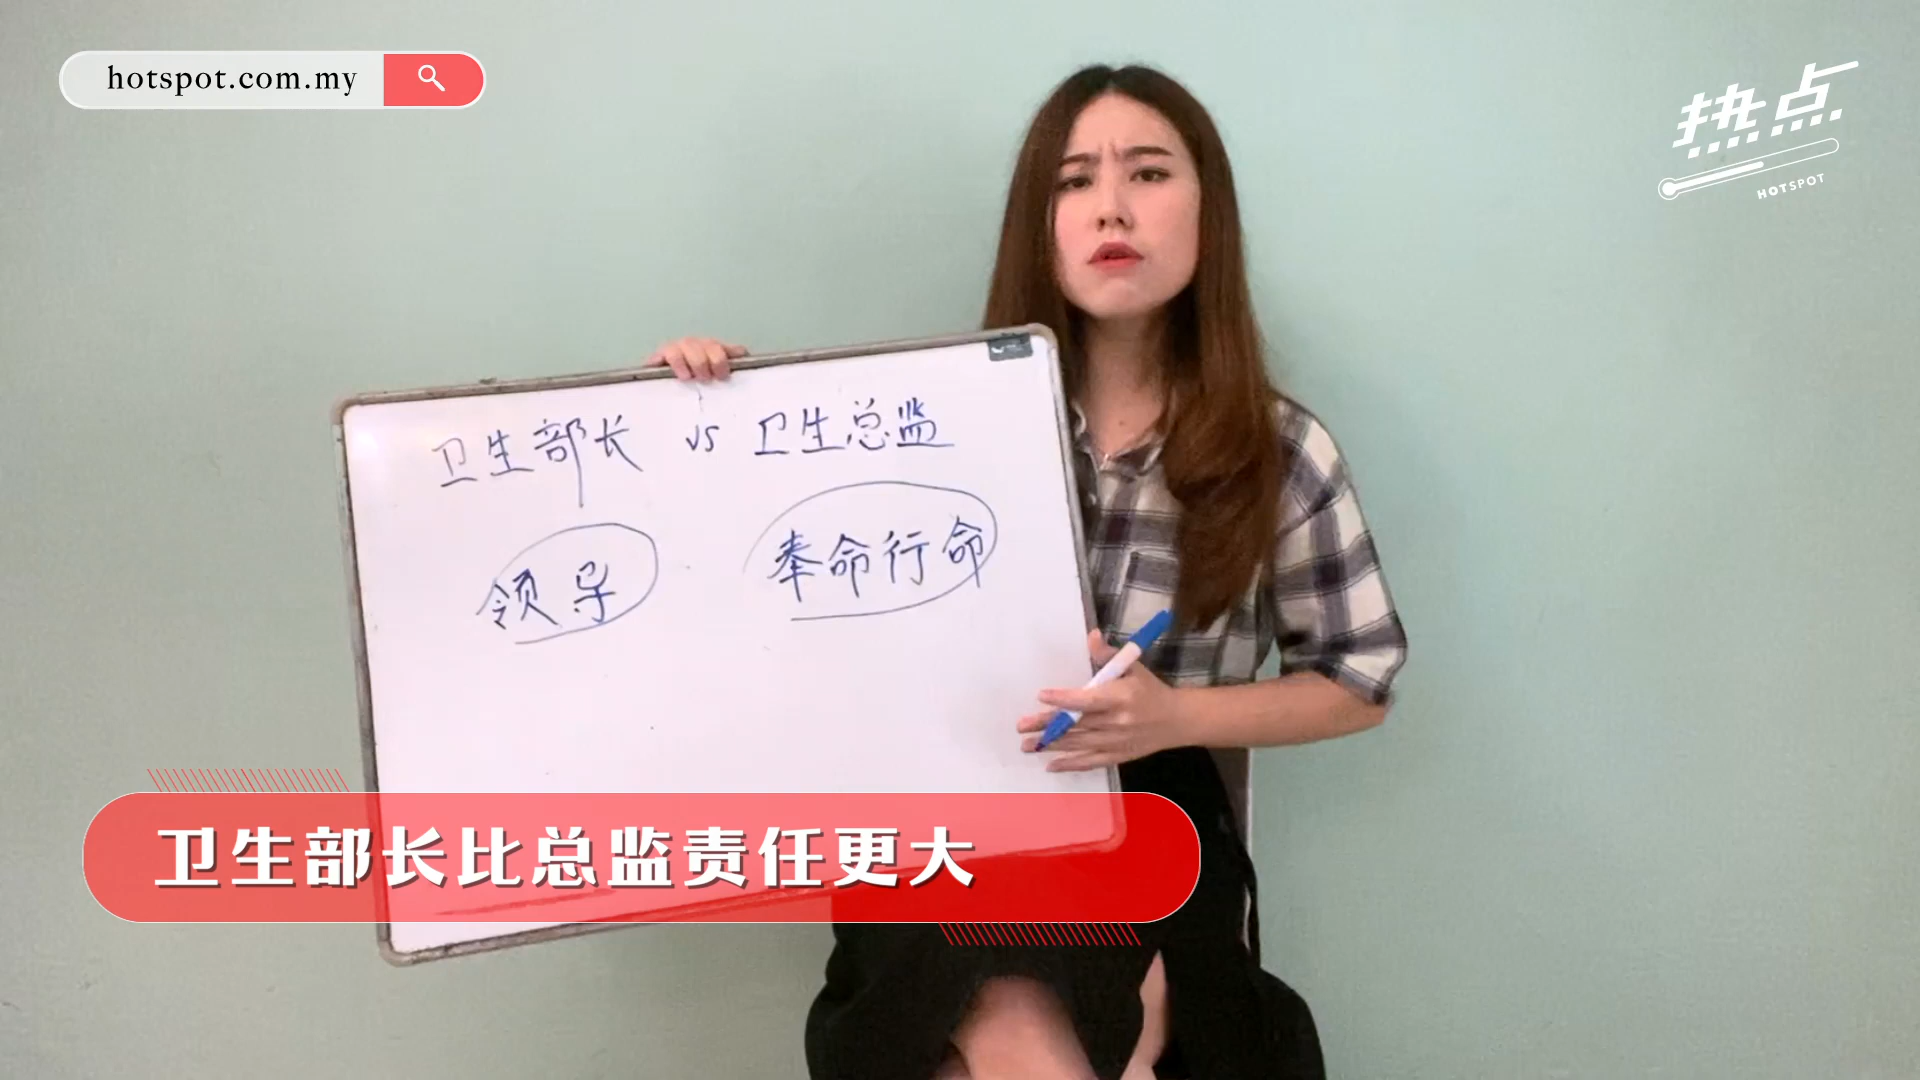 hotspot.com.my
热点
HOTSPOT
卫生部长 vs 卫生总监
领导
奉命行命
卫生部长比总监责任更大